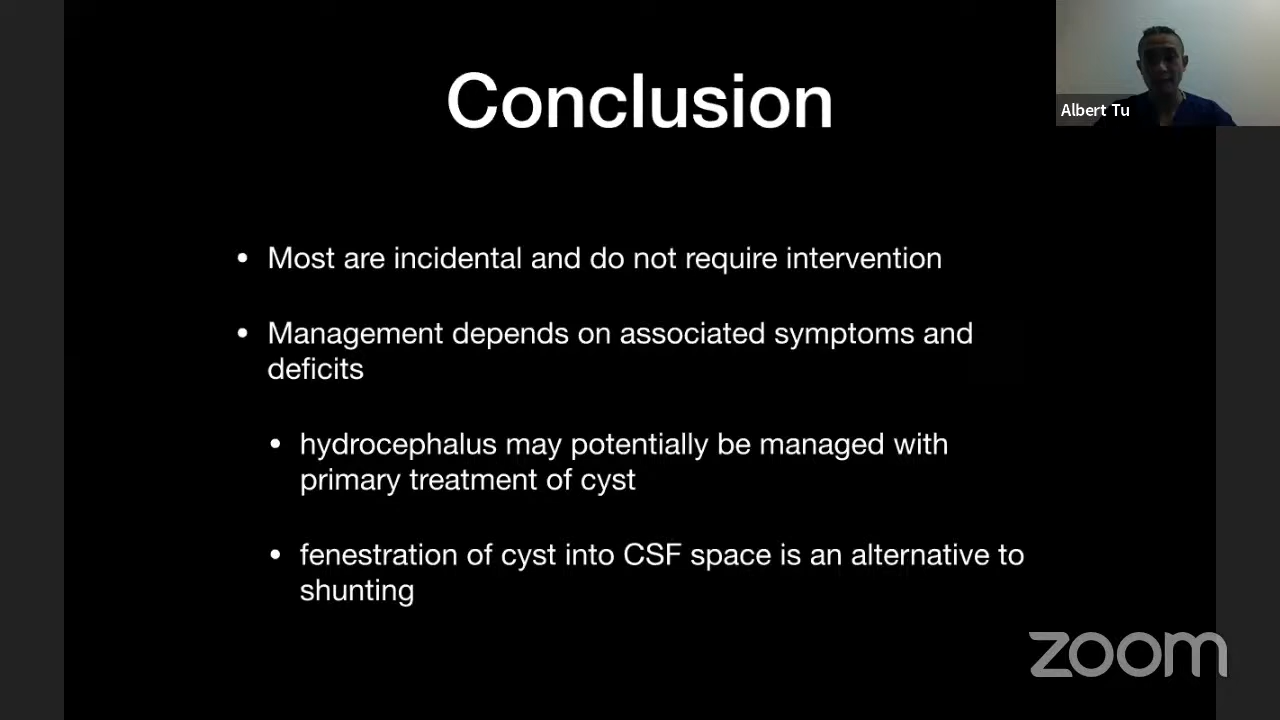 Conclusion
Albert Tu
• Most are incidental and do not require intervention
• Management depends on associated symptoms and
deficits
• hydrocephalus may potentially be managed with
primary treatment of cyst
• fenestration of cyst into CSF space is an alternative to
shunting
zoom